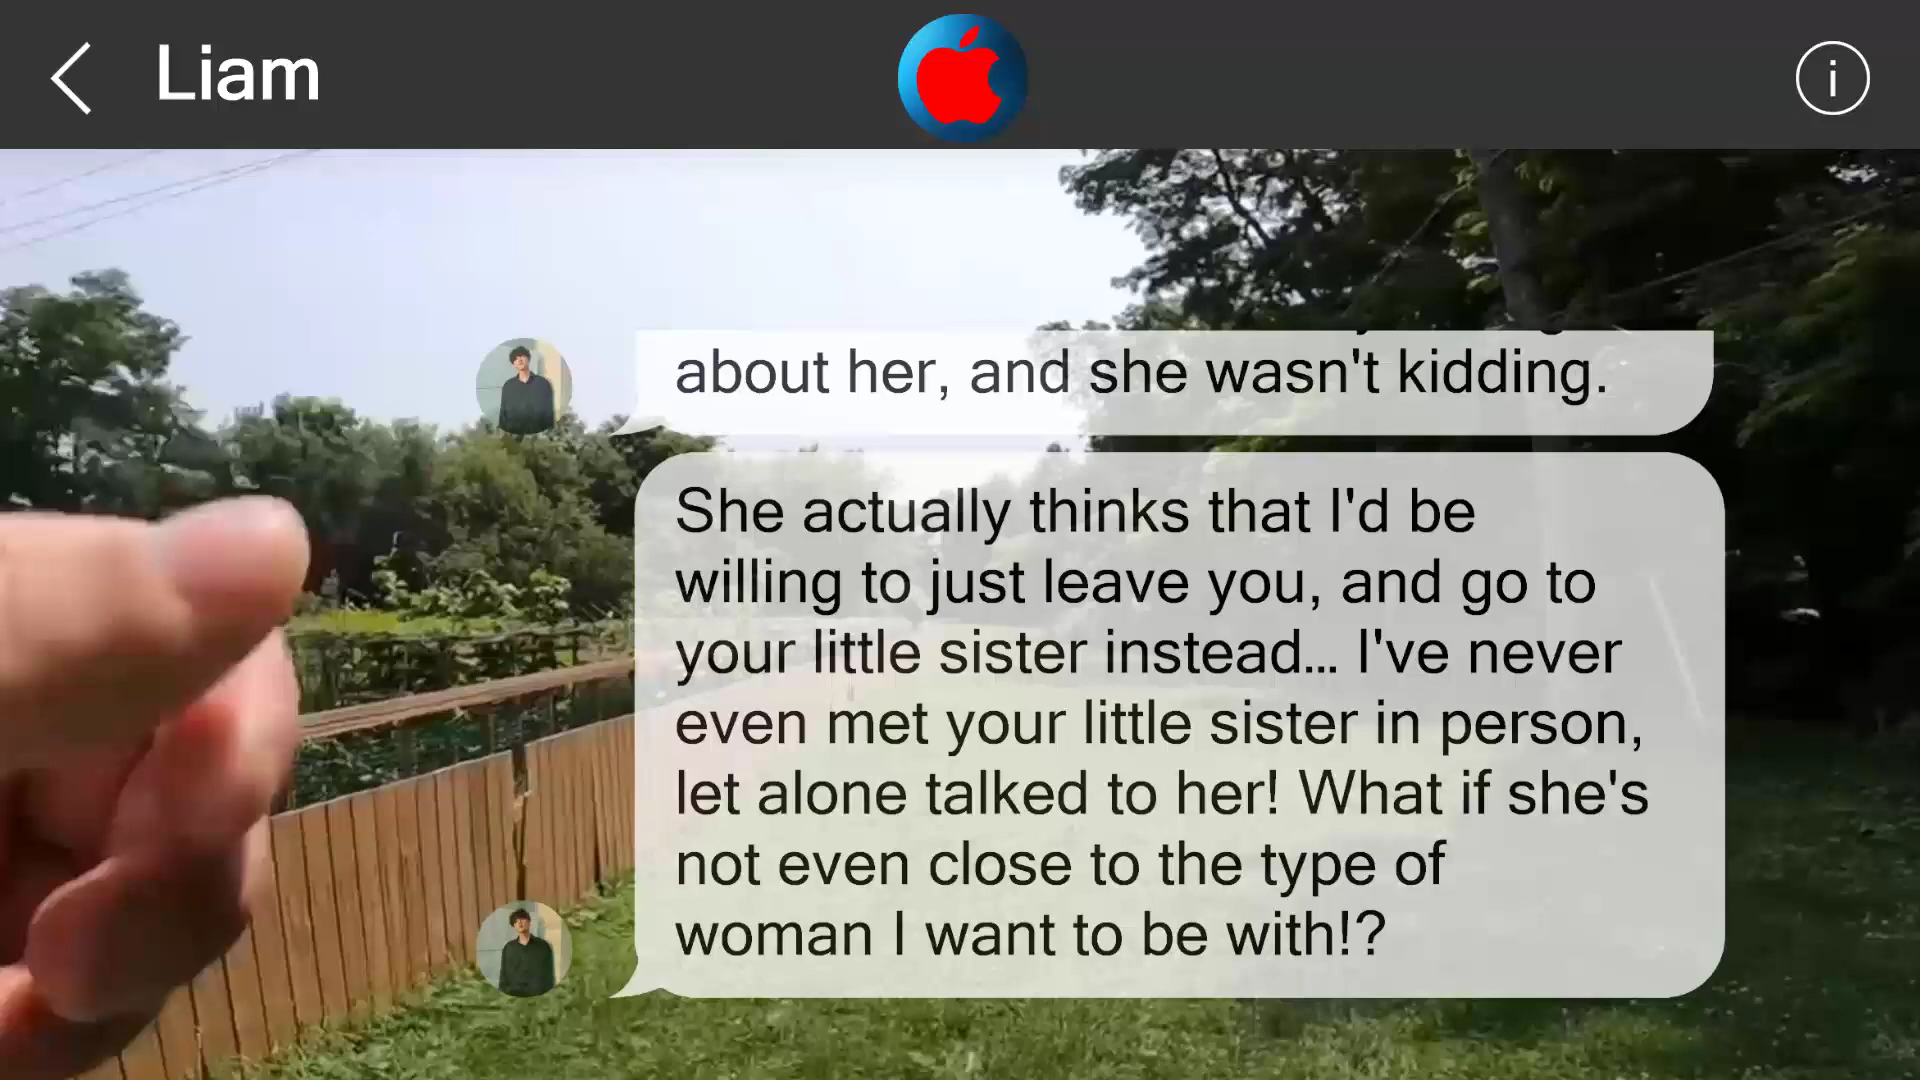 Liam
about her, and she wasn't kidding.
She actually thinks that I'd be
willing to just leave you, and go to
your little sister instead... I've never
even met your little sister in person,
let alone talked to her! What if she's
not even close to the type of
woman I want to be with!?